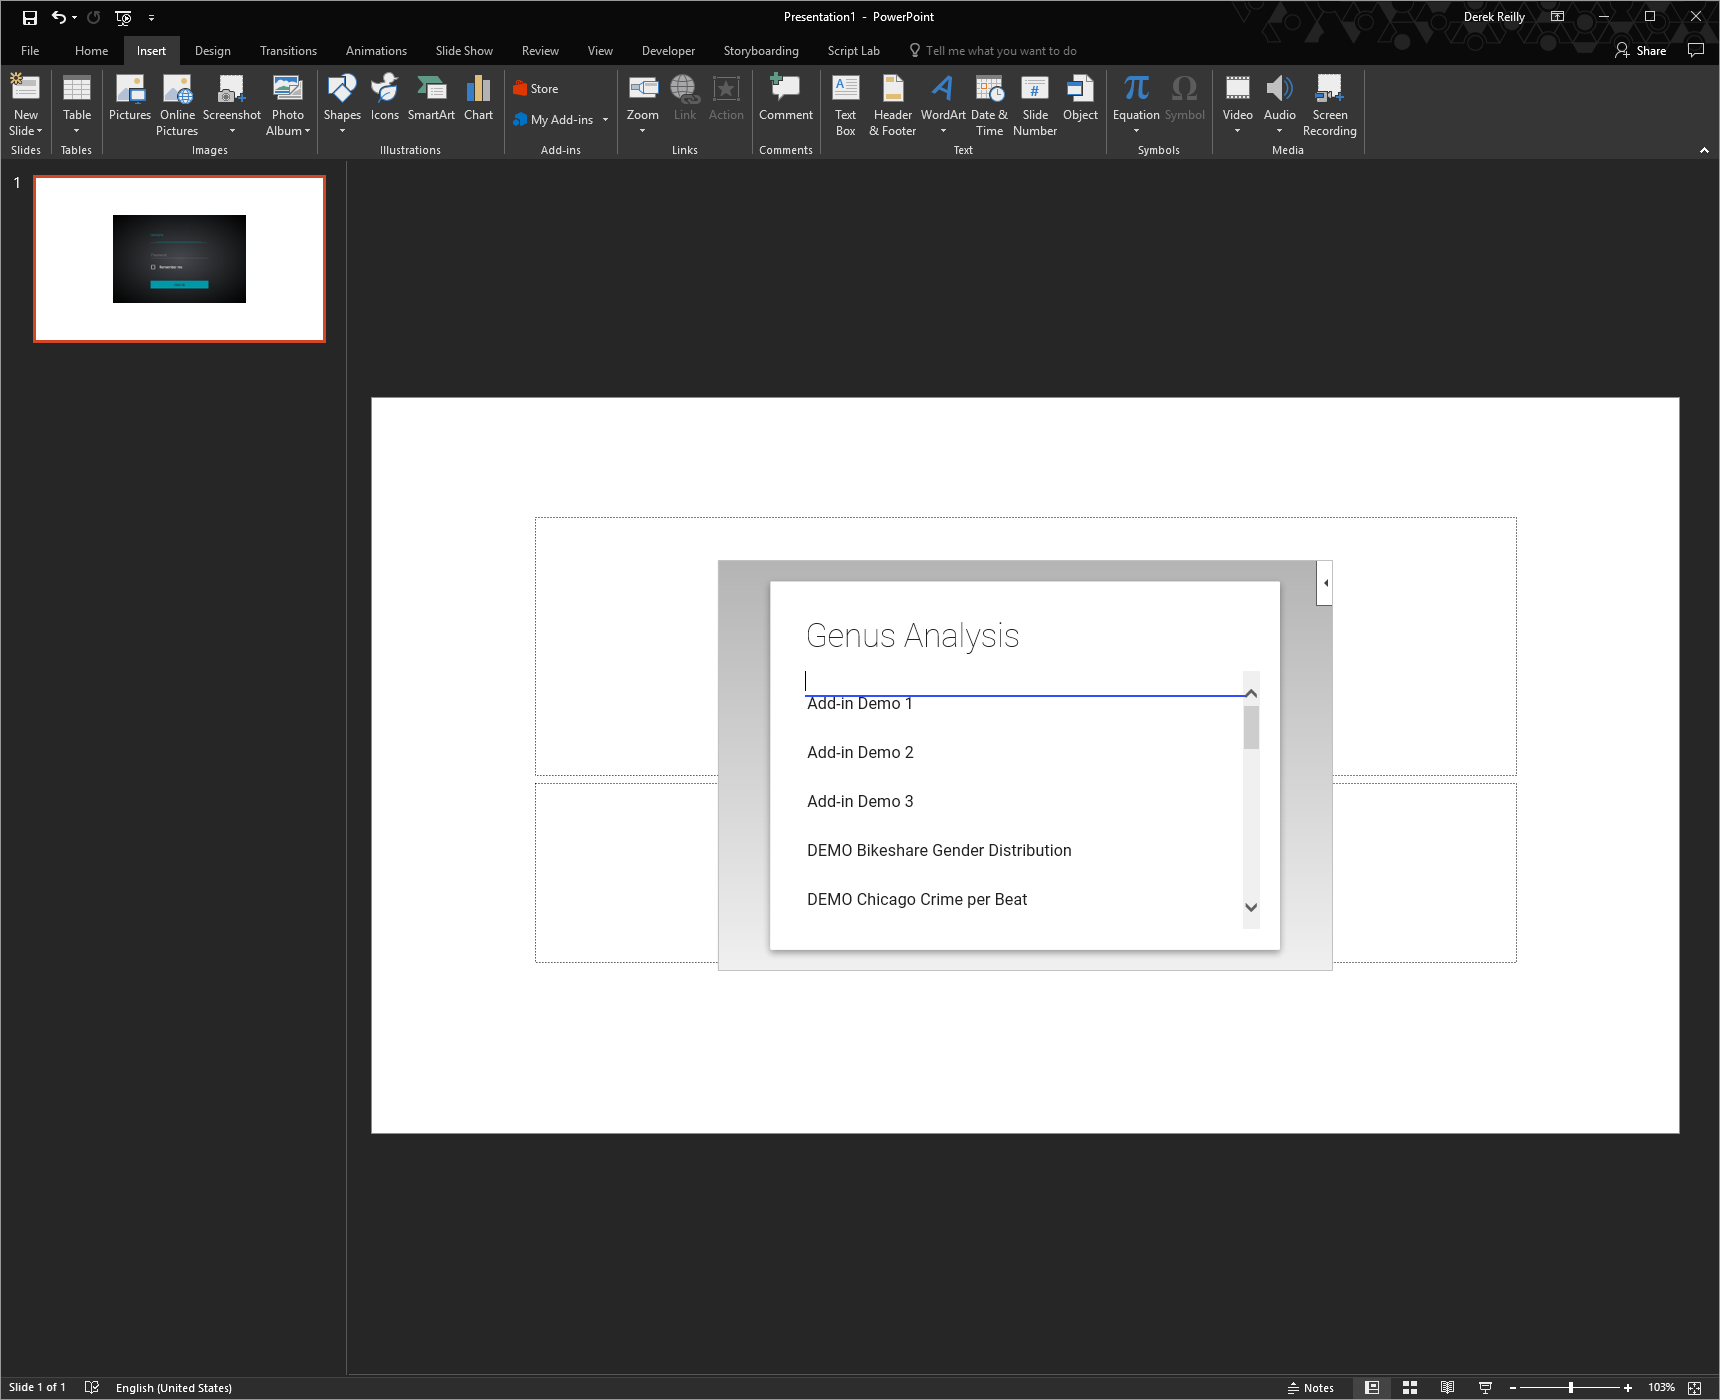 Presentation1 - PowerPoint
Derek Reilly
File Home Insert Design Transitions Animations Slide Show Review View Developer Storyboarding Script Lab Tell me what you want to do Share
New Slide
Table
Pictures
Online Pictures
Screenshot
Photo Album
Shapes
Icons
SmartArt
Chart
Store
My Add-ins
Zoom
Link
Action
Comment
Text Box
Header & Footer
WordArt
Date & Time
Slide Number
#
Object
Equation
Symbol
Video
Audio
Screen Recording
Slides Tables Images Illustrations Add-ins Links Comments Text Symbols Media
1
Remember me
Genus Analysis
Add-in Demo 1
Add-in Demo 2
Add-in Demo 3
DEMO Bikeshare Gender Distribution
DEMO Chicago Crime per Beat
Slide 1 of 1 English (United States) Notes 103%